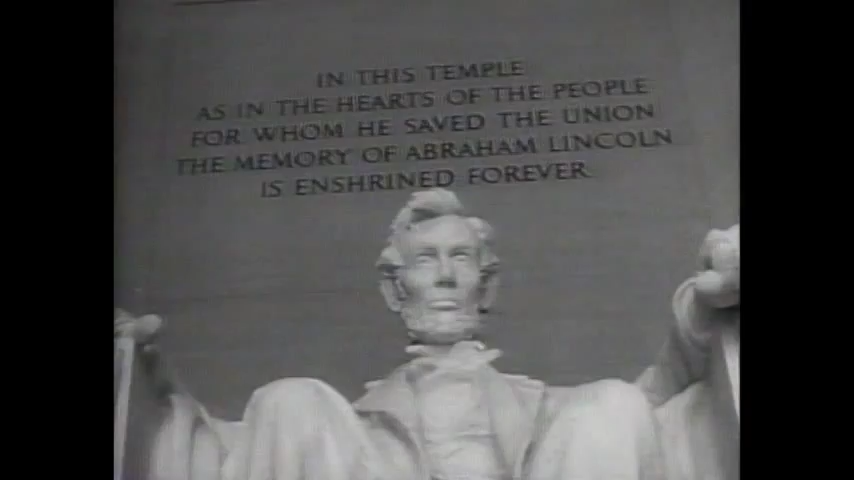 IN THIS TEMPLE
AS IN THE HEARTS OF THE PEOPLE
FOR WHOM HE SAVED THE UNION
THE MEMORY OF ABRAHAM LINCOLN
IS ENSHRINED FOREVER